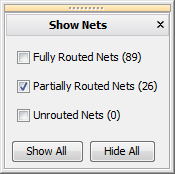 Show Nets
Fully Routed Nets (89)
Partially Routed Nets (26)
Unrouted Nets (0)
Show All Hide All